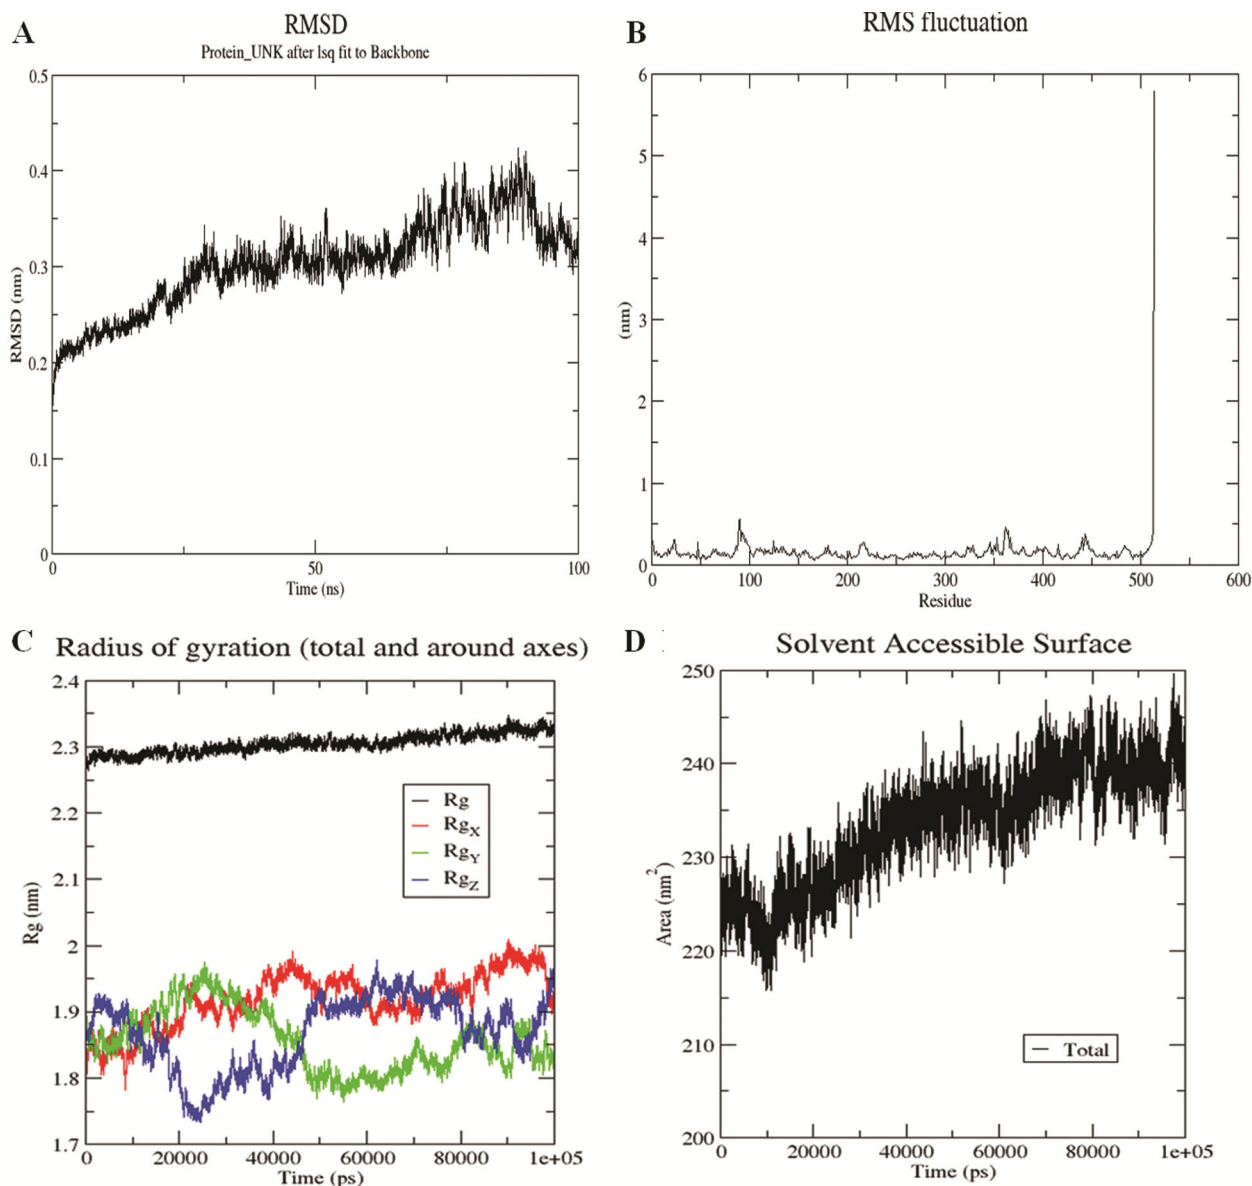 A
RMSD
Protein_UNK after lsq fit to Backbone
0.5
0.4
0.3
0.2
0.1
0
RMSD (nm)
0
50
100
Time (ns)
B
RMS fluctuation
6
5
4
3
2
1
0
(nm)
0
100
200
300
400
500
600
Residue
C
Radius of gyration (total and around axes)
2.4
2.3
2.2
2.1
2
1.9
1.8
1.7
Rg (nm)
Rg
RgX
RgY
RgZ
0
20000
40000
60000
80000
1e+05
Time (ps)
D
Solvent Accessible Surface
250
240
230
220
210
200
Area (nm²)
Total
0
20000
40000
60000
80000
1e+05
Time (ps)